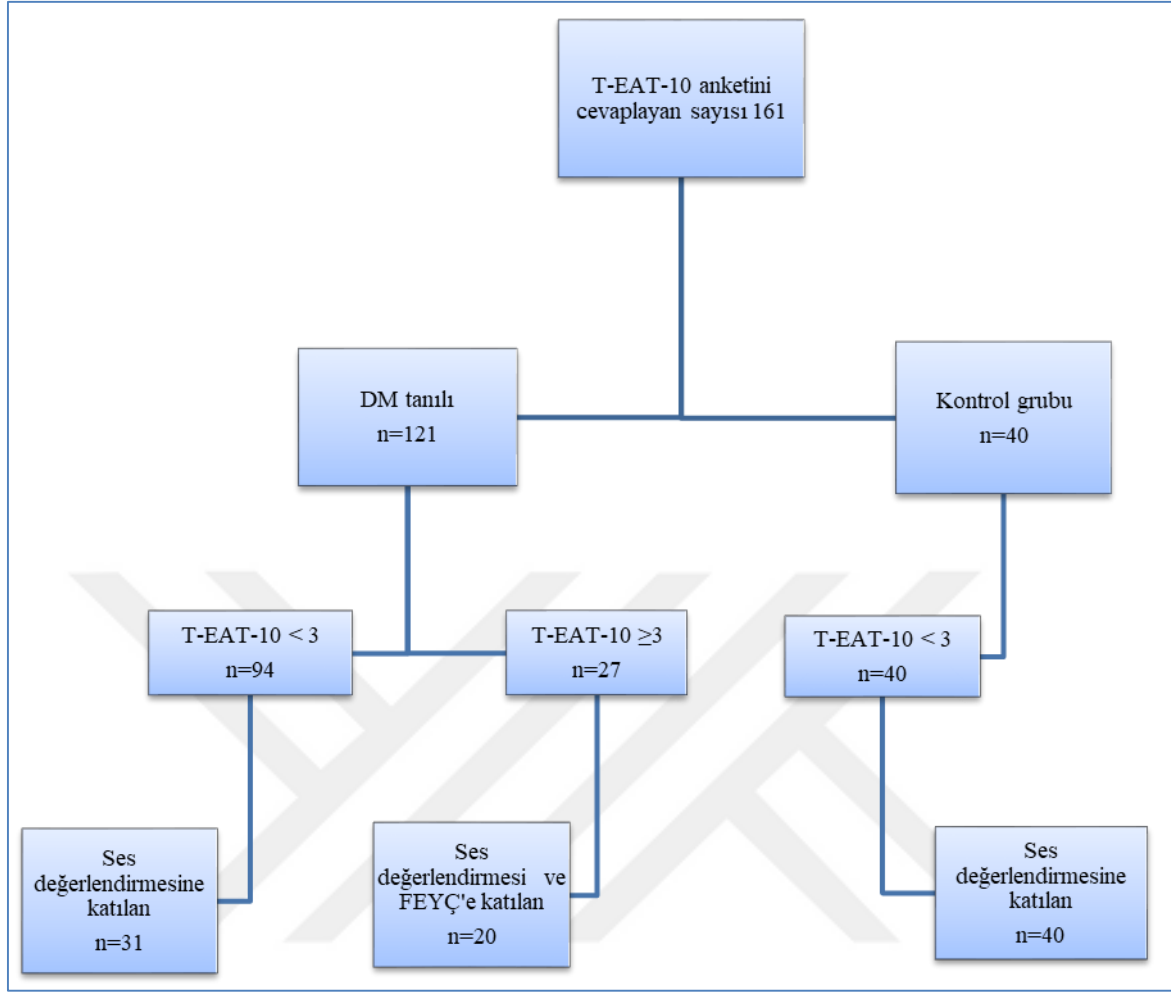 T-EAT-10 anketini
cevaplayan sayısı 161
DM tanılı
n=121
Kontrol grubu
n=40
T-EAT-10 < 3
n=94
T-EAT-10 ≥3
n=27
T-EAT-10 < 3
n=40
Ses
değerlendirmesine
katılan
n=31
Ses
değerlendirmesi ve
FEYÇ'e katılan
n=20
Ses
değerlendirmesine
katılan
n=40